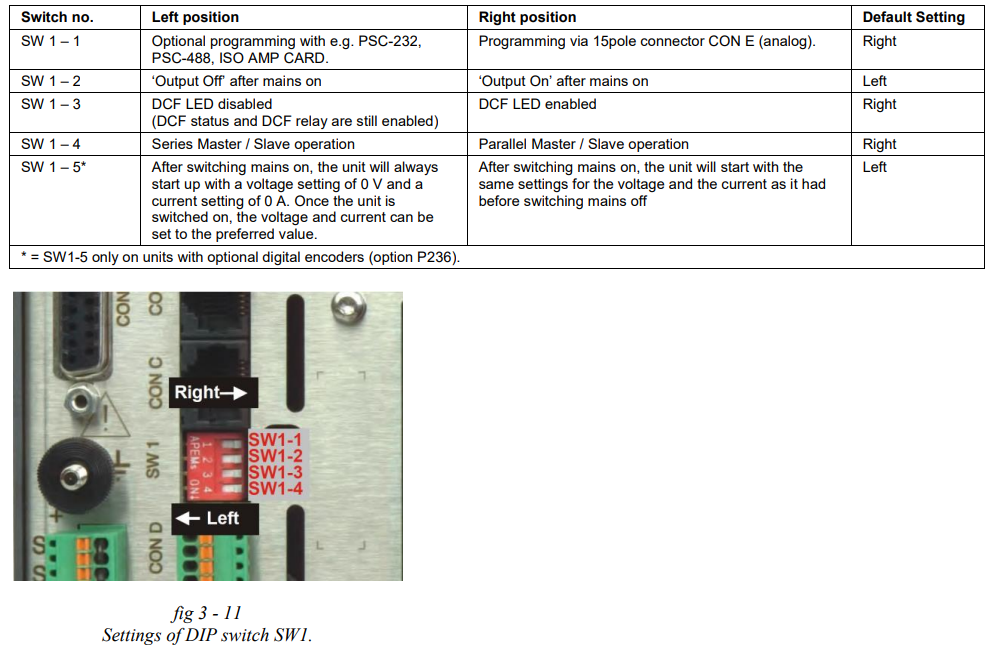 Switch no. Left position Right position Default Setting
SW 1 – 1 Optional programming with e.g. PSC-232, Programming via 15pole connector CON E (analog). Right
PSC-488, ISO AMP CARD.
SW 1 – 2 ‘Output Off’ after mains on ‘Output On’ after mains on Left
SW 1 – 3 DCF LED disabled DCF LED enabled Right
(DCF status and DCF relay are still enabled)
SW 1 – 4 Series Master / Slave operation Parallel Master / Slave operation Right
SW 1 – 5* After switching mains on, the unit will always After switching mains on, the unit will start with the Left
start up with a voltage setting of 0 V and a same settings for the voltage and the current as it had
current setting of 0 A. Once the unit is before switching mains off
switched on, the voltage and current can be
set to the preferred value.
* = SW1-5 only on units with optional digital encoders (option P236).
CON
CO
CON C
Right→
SW 1
APEMs ON
1 2 3 4
SW1-1
SW1-2
SW1-3
SW1-4
← Left
+
S
S
CON D
fig 3 - 11
Settings of DIP switch SW1.